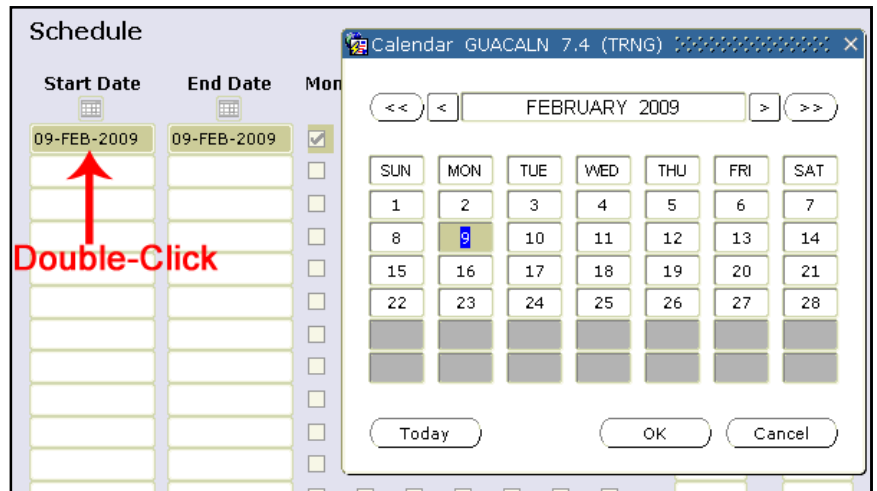 Schedule
Start Date End Date Mon
09-FEB-2009 09-FEB-2009
Double-Click
Calendar GUACALN 7.4 (TRNG)
<< < FEBRUARY 2009 > >>
SUN MON TUE WED THU FRI SAT
1 2 3 4 5 6 7
8 9 10 11 12 13 14
15 16 17 18 19 20 21
22 23 24 25 26 27 28
Today OK Cancel